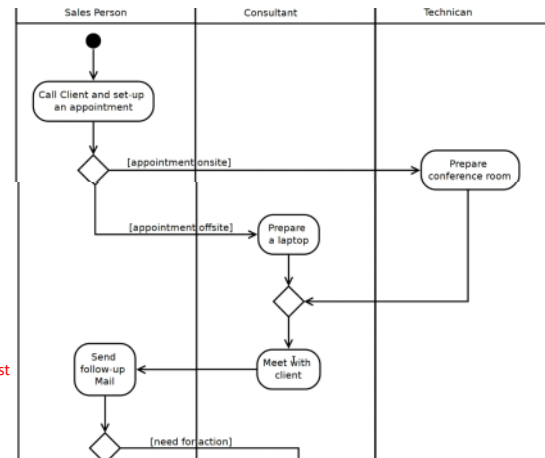 Sales Person
Consultant
Technican
Call Client and set-up
an appointment
[appointment onsite]
Prepare
conference room
[appointment offsite]
Prepare
a laptop
Send
follow-up
Mail
Meet with
client
st
[need for action]